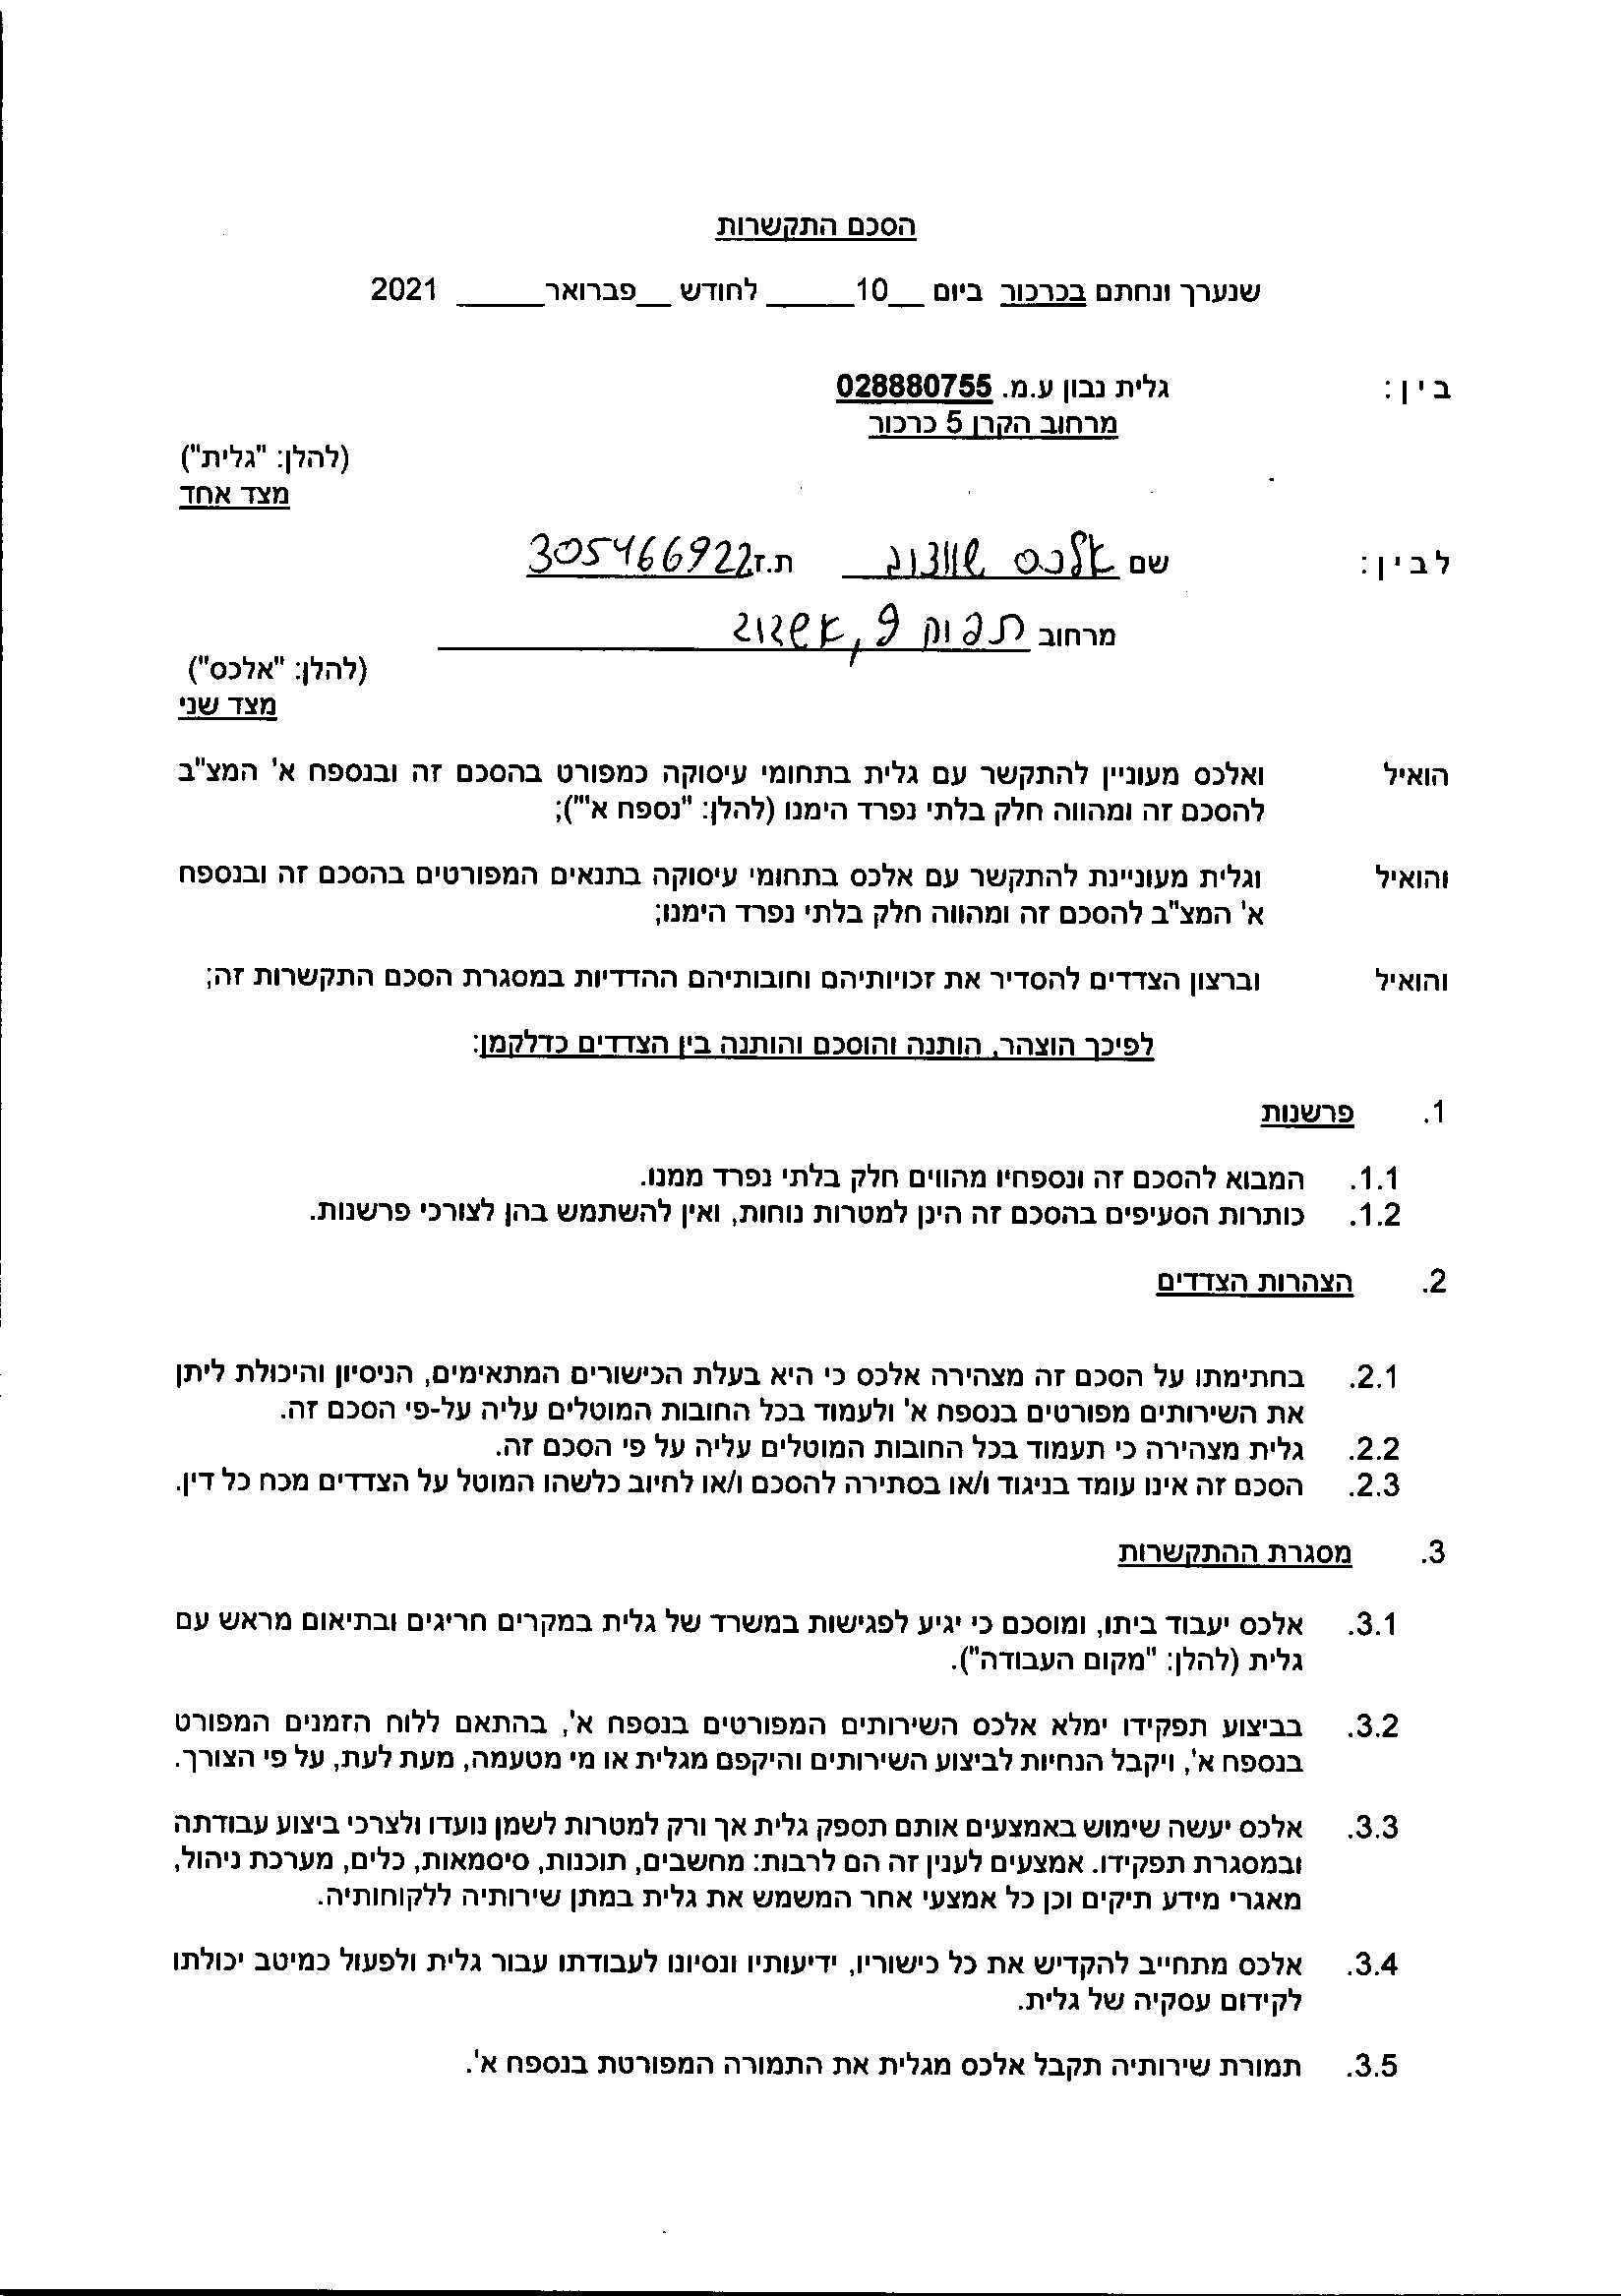 הסכם התקשרות
שנערך ונחתם בכרכור ביום __10_____ לחודש __פברואר_____ 2021
ב י ן : גלית נבון ע.מ. 028880755
מרחוב הקרן 5 כרכור
(להלן: "גלית")
מצד אחד
ל ב י ן : שם אלכס ת.ז. 305466922
מרחוב תפוח 9, אשדוד
(להלן: "אלכס")
מצד שני
הואיל ואלכס מעוניין להתקשר עם גלית בתחומי עיסוקה כמפורט בהסכם זה ובנספח א' המצ"ב
להסכם זה ומהווה חלק בלתי נפרד הימנו (להלן: "נספח א'");
והואיל וגלית מעוניינת להתקשר עם אלכס בתחומי עיסוקה בתנאים המפורטים בהסכם זה ובנספח
א' המצ"ב להסכם זה ומהווה חלק בלתי נפרד הימנו;
והואיל וברצון הצדדים להסדיר את זכויותיהם וחובותיהם ההדדיות במסגרת הסכם התקשרות זה;
לפיכך הוצהר, הותנה והוסכם והותנה בין הצדדים כדלקמן:
1. פרשנות
1.1. המבוא להסכם זה ונספחיו מהווים חלק בלתי נפרד ממנו.
1.2. כותרות הסעיפים בהסכם זה הינן למטרות נוחות, ואין להשתמש בהן לצורכי פרשנות.
2. הצהרות הצדדים
2.1. בחתימתו על הסכם זה מצהירה אלכס כי היא בעלת הכישורים המתאימים, הניסיון והיכולת ליתן
את השירותים מפורטים בנספח א' ולעמוד בכל החובות המוטלים עליה על-פי הסכם זה.
2.2. גלית מצהירה כי תעמוד בכל החובות המוטלים עליה על פי הסכם זה.
2.3. הסכם זה אינו עומד בניגוד ו/או בסתירה להסכם ו/או לחיוב כלשהו המוטל על הצדדים מכח כל דין.
3. מסגרת ההתקשרות
3.1. אלכס יעבוד ביתו, ומוסכם כי יגיע לפגישות במשרד של גלית במקרים חריגים ובתיאום מראש עם
גלית (להלן: "מקום העבודה").
3.2. בביצוע תפקידו ימלא אלכס השירותים המפורטים בנספח א', בהתאם ללוח הזמנים המפורט
בנספח א', ויקבל הנחיות לביצוע השירותים והיקפם מגלית או מי מטעמה, מעת לעת, על פי הצורך.
3.3. אלכס יעשה שימוש באמצעים אותם תספק גלית אך ורק למטרות לשמן נועדו ולצרכי ביצוע עבודתה
ובמסגרת תפקידו. אמצעים לענין זה הם לרבות: מחשבים, תוכנות, סיסמאות, כלים, מערכת ניהול,
מאגרי מידע תיקים וכן כל אמצעי אחר המשמש את גלית במתן שירותיה ללקוחותיה.
3.4. אלכס מתחייב להקדיש את כל כישוריו, ידיעותיו ונסיונו לעבודתו עבור גלית ולפעול כמיטב יכולתו
לקידום עסקיה של גלית.
3.5. תמורת שירותיה תקבל אלכס מגלית את התמורה המפורטת בנספח א'.